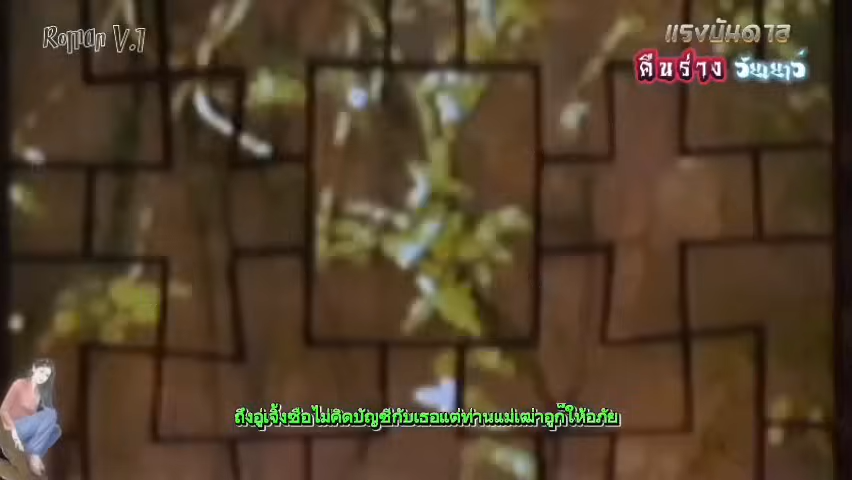 Roman V.1
แรงบันดาล
คืนร่าง
ถึงอู่เจิ้งซือไม่คิดบัญชีกับเธอแต่ท่านแม่เฒ่าอูก็ให้อภัย